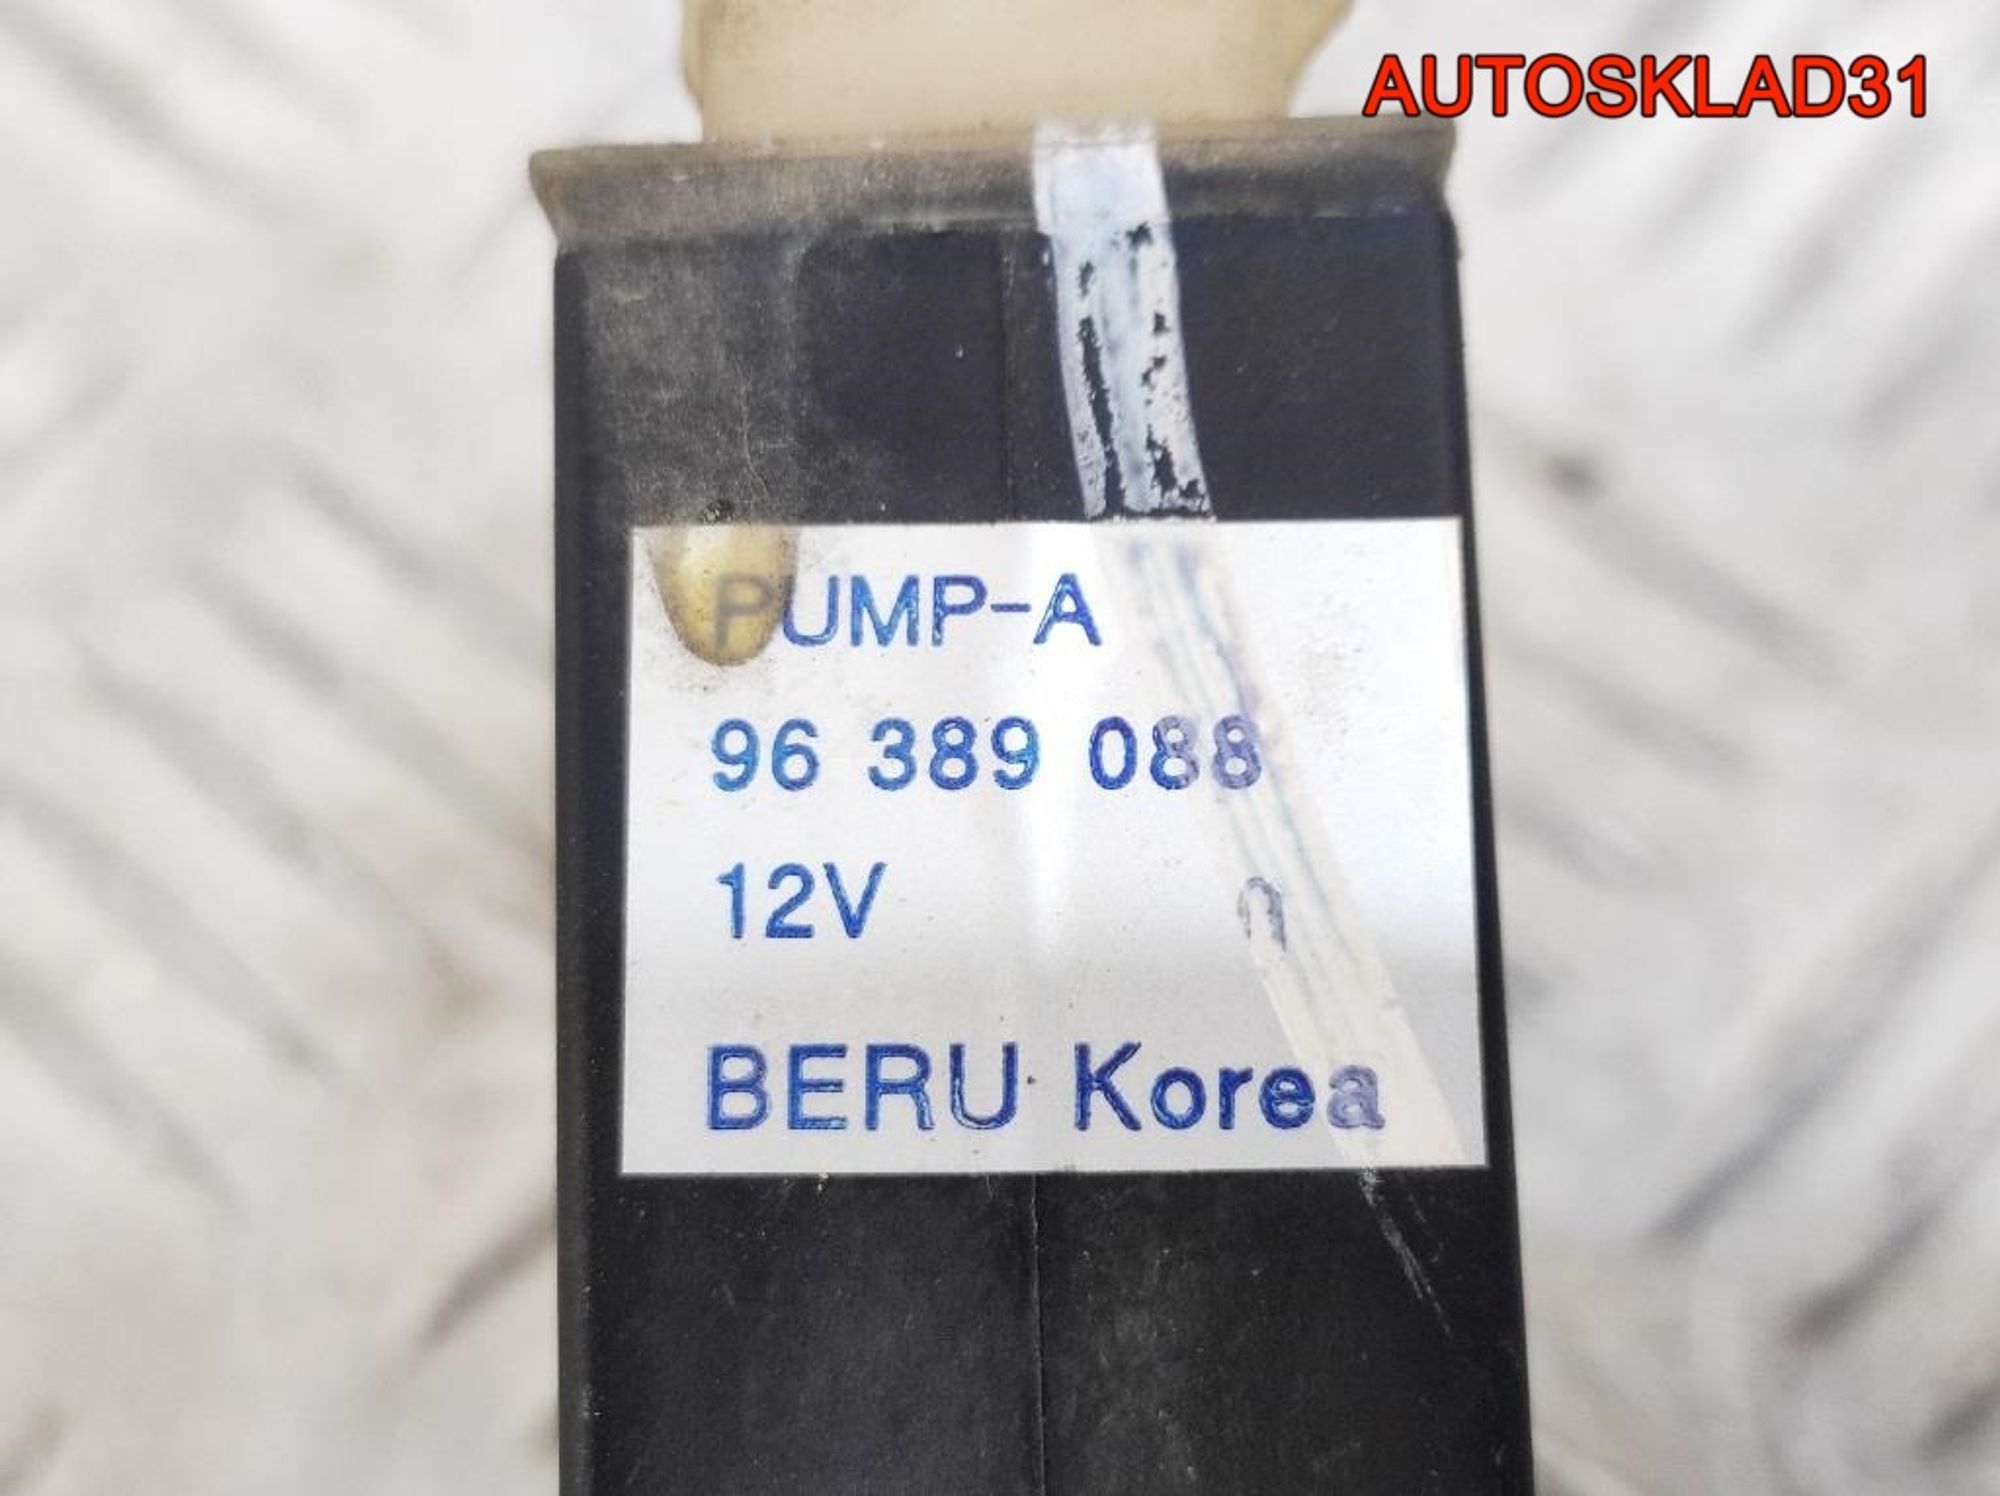 AUTOSKLAD31
PUMP-A
96 389 088
12V
BERU Korea